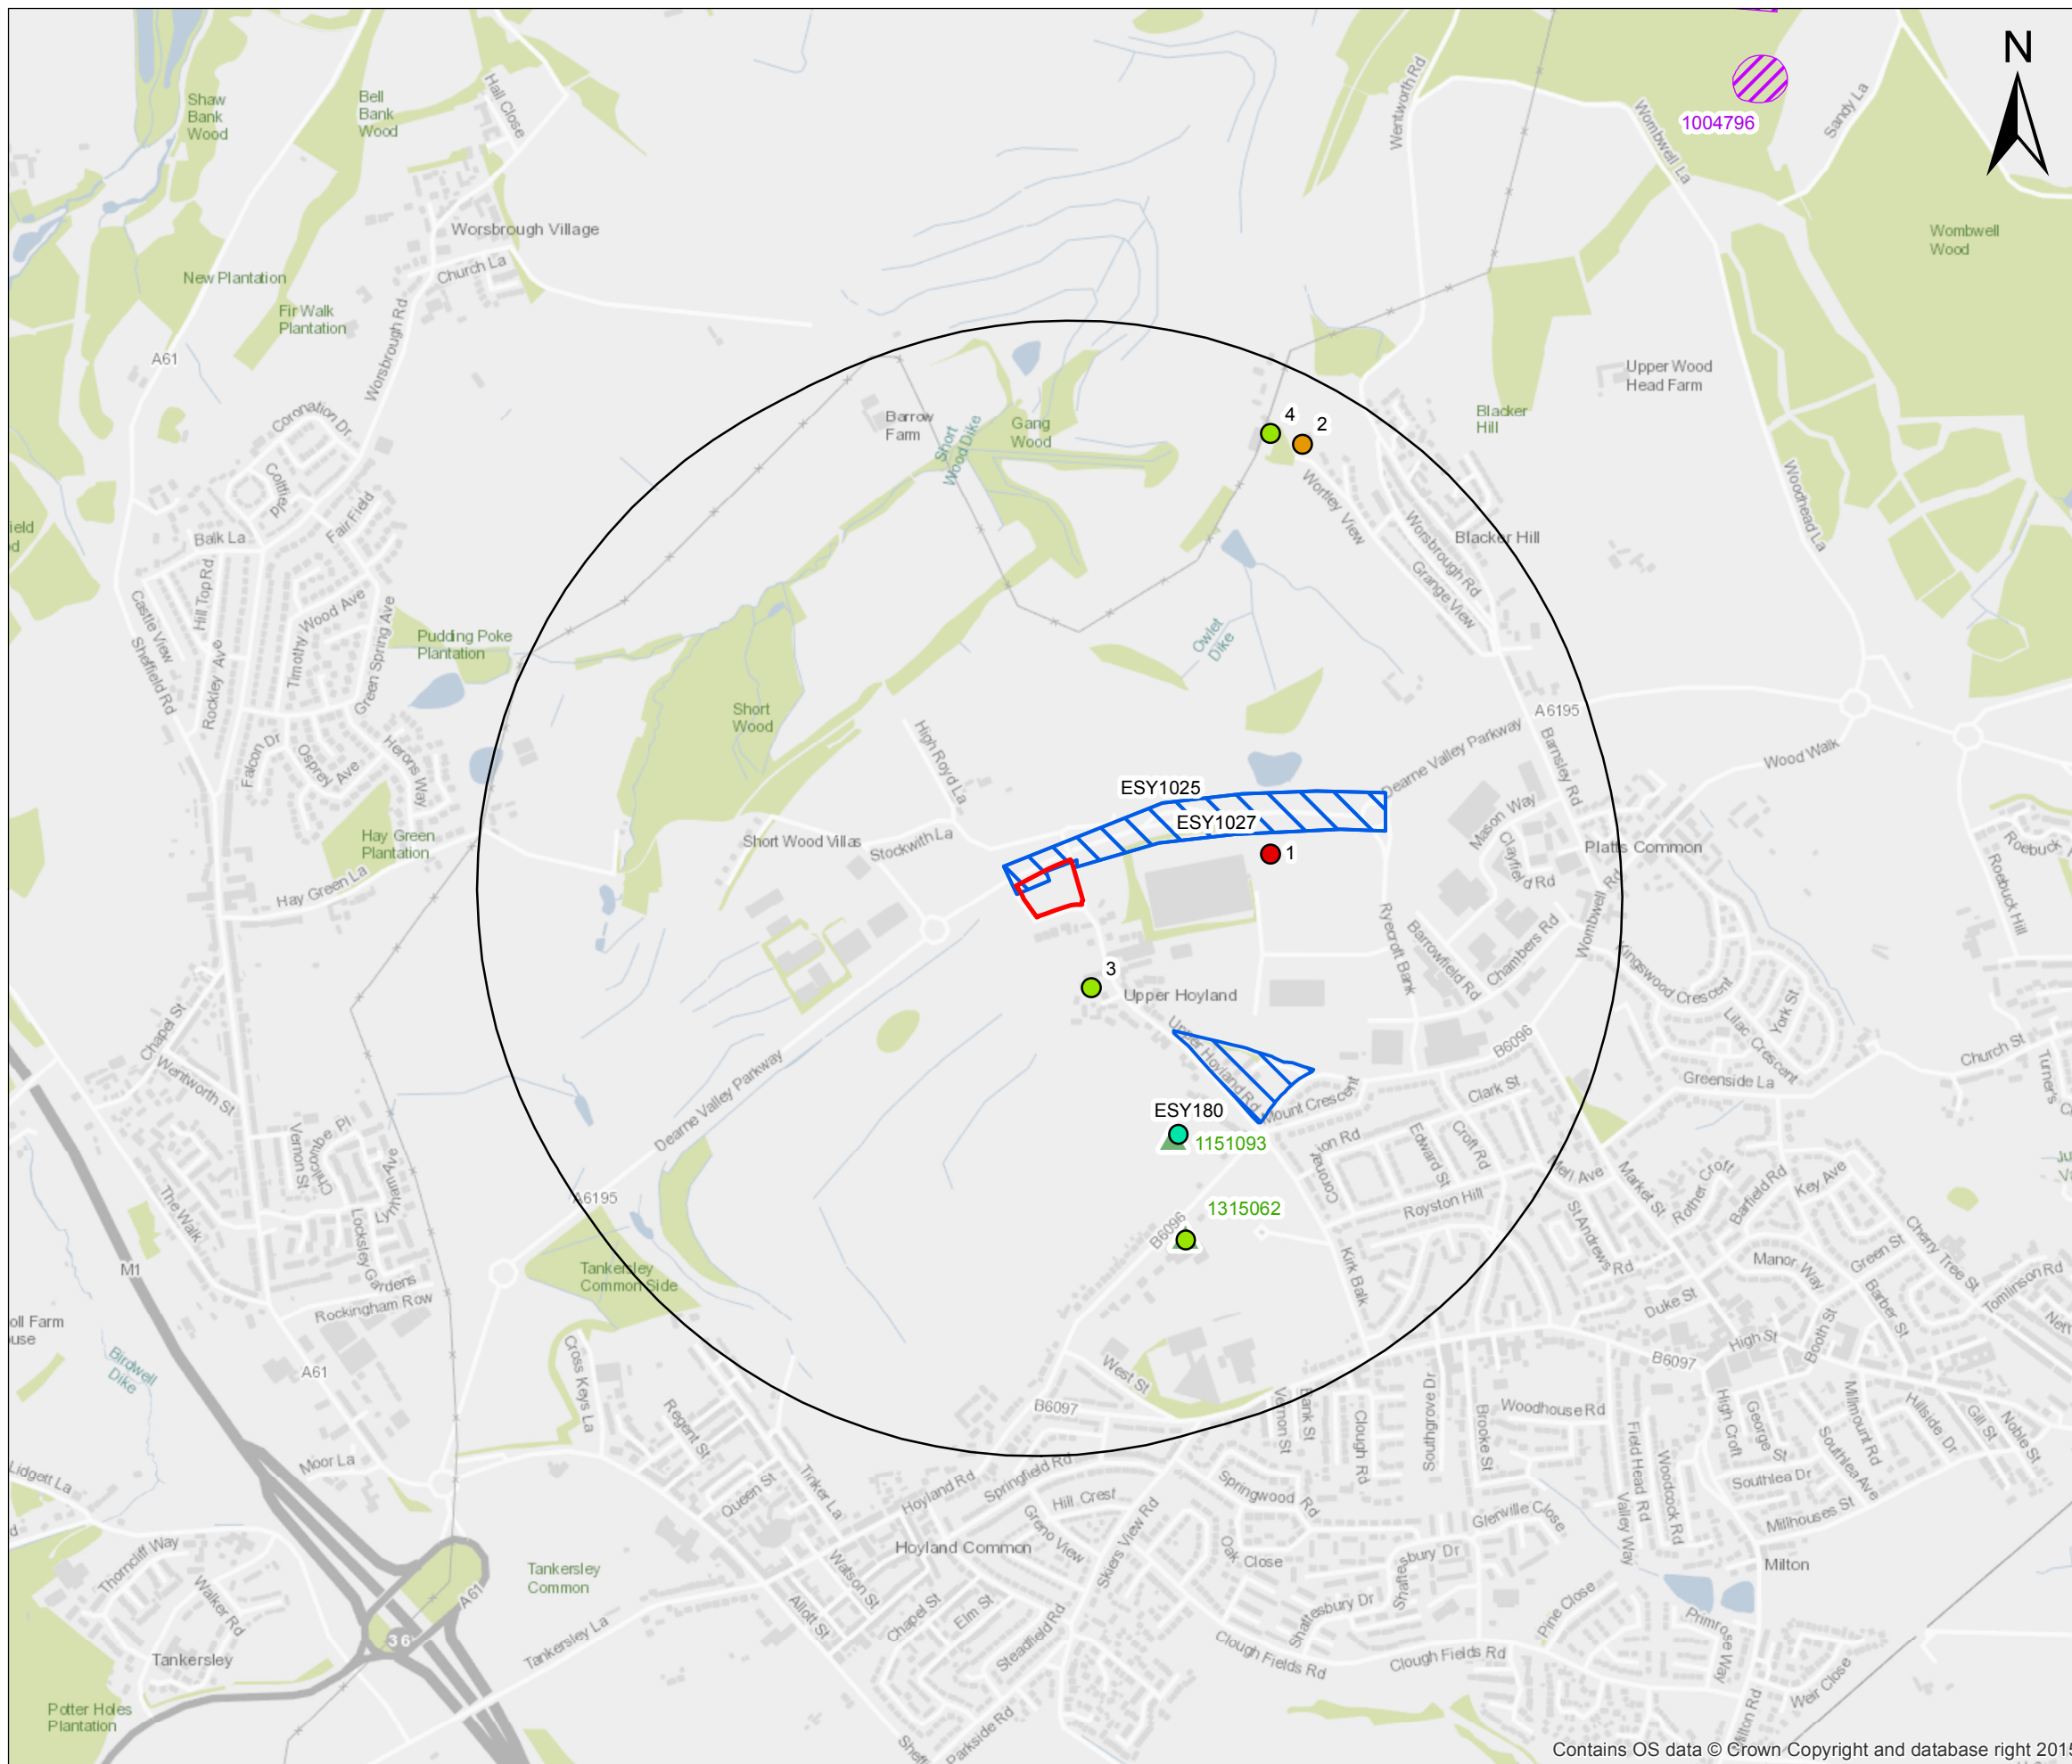 N
1004796
Shaw
Bank
Wood
Bell
Bank
Wood
Hall Close
Wentworth Rd
Wombwell La
Sandy La
Wombwell
Wood
Worsbrough Village
Church La
New Plantation
Fir Walk
Plantation
Worsbrough Rd
A61
Upper Wood
Head Farm
Barrow
Farm
Short
Wood Dike
Gang
Wood
4
2
Blacker
Hill
Coronation Dr
Coltfield
Fair Field
Balk La
Wortley View
Worsbrough Rd
Grange View
Blacker Hill
Woodhead La
Hill Top Rd
Castle View
Sheffield Rd
Rockley Ave
Timothy Wood Ave
Green Spring Ave
Pudding Poke
Plantation
Owlet
Dike
Short
Wood
High Royd La
A6195
Dearne Valley Parkway
Barnsley Rd
Wood Walk
Falcon Dr
Osprey Ave
Herons Way
ESY1025
ESY1027
1
Mason Way
Clayfield Rd
Platts Common
Roebuck
Roebuck Hill
Hay Green
Plantation
Hay Green La
Short Wood Villas
Stockwith La
Ryecroft Bank
Barrowfield Rd
Chambers Rd
Wombwell Rd
Kingswood Crescent
Lilac Crescent
York St
3
Upper Hoyland
Upper Hoyland Rd
Mount Crescent
B6096
Clark St
Greenside La
Church St
Turner's
Chapel St
Wentworth St
Dearne Valley Parkway
ESY180
1151093
1315062
B6096
Edward St
Croft Rd
Royston Hill
Mell Ave
Market St
Rother Croft
Banfield Rd
Key Ave
St Andrews Rd
Cherry Tree St
Green St
Manor Way
Barber St
Tomlinson Rd
Duke St
Vernon St
Chilcombe Pl
Lytham Ave
Locksley Gardens
The Walk
Rockingham Row
A6195
Tankersley
Common Side
Kirk Balk
M1
Birdwell
Dike
A61
Cross Keys La
West St
B6097
Booth St
High St
B6097
Vernon St
Bank St
Clough Rd
Southgrove Dr
Brooke St
Woodhouse Rd
Field Head Rd
Valley Way
Woodcock Rd
High Croft
George St
Southlea Dr
Southlea Ave
Millmount Rd
Hillside Dr
Gill St
Noble St
Millhouses St
Moor La
Lidgett La
Regent St
Queen St
Tinker La
Hoyland Rd
Springfield Rd
Hill Crest
Greno View
Skiers View Rd
Springwood Rd
Glenville Close
Hoyland Common
Oak Close
Shaftesbury Dr
Shaftesbury Dr
Milton
Primrose Way
Pine Close
Weir Close
Thorncliff Way
Walker Rd
Tankersley
Tankersley
Common
A61
36
Tankersley La
Watson St
Allott St
Chapel St
Elm St
Steadfield Rd
Parkside Rd
Clough Fields Rd
Clough Fields Rd
Potter Holes
Plantation
Contains OS data © Crown Copyright and database right